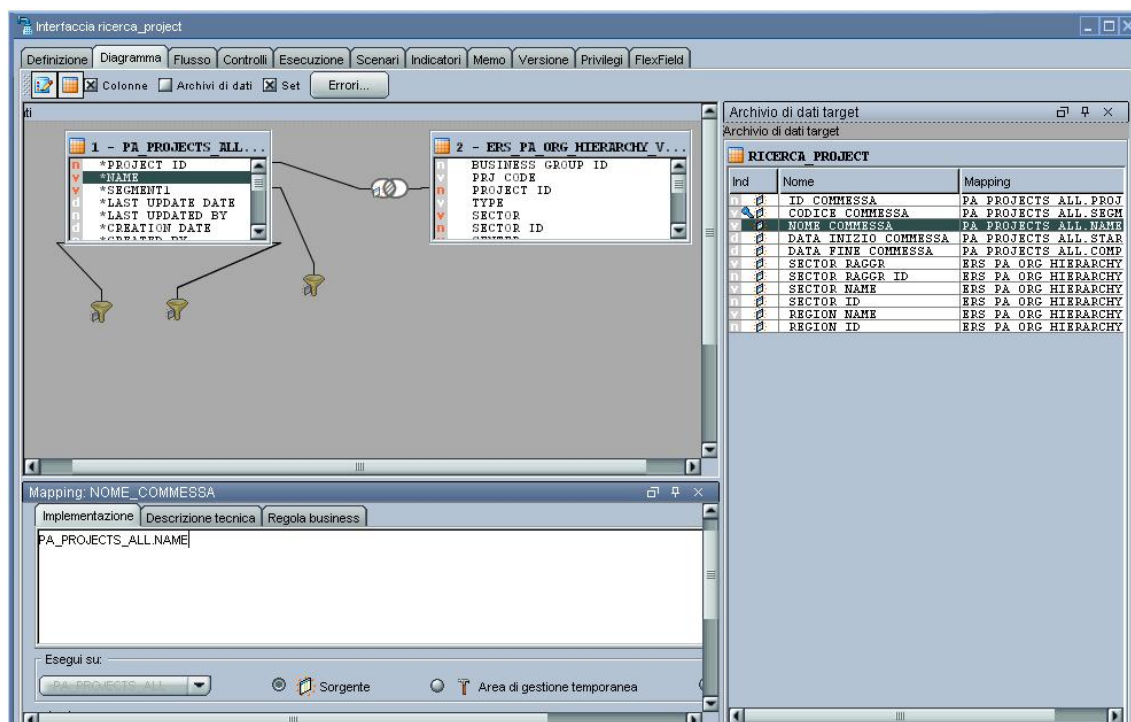 Interfaccia ricerca_project
Definizione Diagramma Flusso Controlli Esecuzione Scenari Indicatori Memo Versione Privilegi FlexField
Colonne Archivi di dati Set Errori...
ti
1 - PA_PROJECTS_ALL...
n *PROJECT ID
v *NAME
v *SEGMENT1
d *LAST UPDATE DATE
n *LAST UPDATED BY
d *CREATION DATE
n *CREATED BY
2 - ERS_PA_ORG_HIERARCHY_V...
n BUSINESS GROUP ID
v PRJ CODE
n PROJECT ID
v TYPE
v SECTOR
n SECTOR ID
CENTER
Archivio di dati target
Archivio di dati target
RICERCA_PROJECT
Ind Nome Mapping
n ID COMMESSA PA PROJECTS ALL.PROJ
v CODICE COMMESSA PA PROJECTS ALL.SEGM
v NOME COMMESSA PA PROJECTS ALL.NAME
d DATA INIZIO COMMESSA PA PROJECTS ALL.STAR
d DATA FINE COMMESSA PA PROJECTS ALL.COMP
v SECTOR RAGGR ERS PA ORG HIERARCHY
n SECTOR RAGGR ID ERS PA ORG HIERARCHY
v SECTOR NAME ERS PA ORG HIERARCHY
n SECTOR ID ERS PA ORG HIERARCHY
v REGION NAME ERS PA ORG HIERARCHY
n REGION ID ERS PA ORG HIERARCHY
Mapping: NOME_COMMESSA
Implementazione Descrizione tecnica Regola business
PA_PROJECTS_ALL.NAME
Esegui su:
PA_PROJECTS_ALL Sorgente Area di gestione temporanea